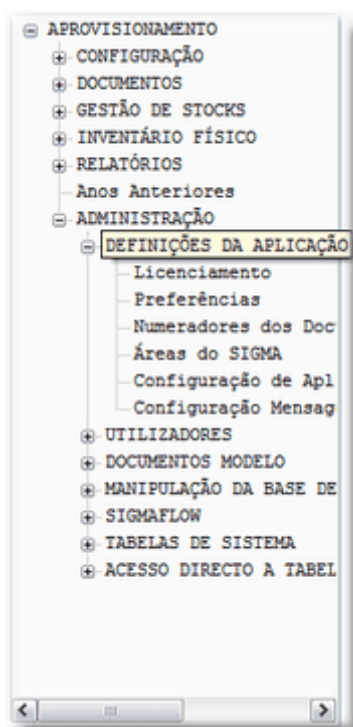 APROVISIONAMENTO
CONFIGURAÇÃO
DOCUMENTOS
GESTÃO DE STOCKS
INVENTÁRIO FÍSICO
RELATÓRIOS
Anos Anteriores
ADMINISTRAÇÃO
DEFINIÇÕES DA APLICAÇÃO
Licenciamento
Preferências
Numeradores dos Doc
Áreas do SIGMA
Configuração de Apl
Configuração Mensag
UTILIZADORES
DOCUMENTOS MODELO
MANIPULAÇÃO DA BASE DE
SIGMAFLOW
TABELAS DE SISTEMA
ACESSO DIRECTO A TABEL